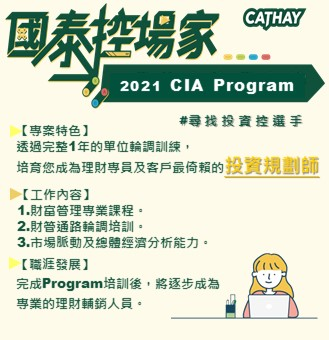 國泰控場家
CATHAY
2021 CIA Program
#尋找投資控選手
【專案特色】
透過完整1年的單位輪調訓練，
培育您成為理財專員及客戶最倚賴的投資規劃師
【工作內容】
1.財富管理專業課程。
2.財管通路輪調培訓。
3.市場脈動及總體經濟分析能力。
【職涯發展】
完成Program培訓後，將逐步成為
專業的理財輔銷人員。